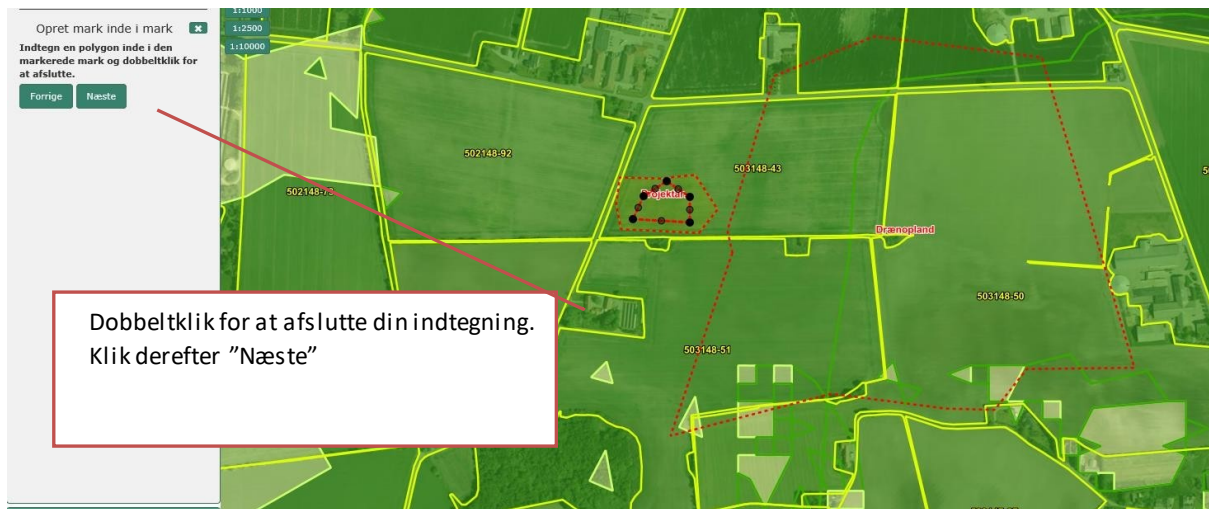 Opret mark inde i mark
Indtegn en polygon inde i den
markerede mark og dobbeltklik for
at afslutte.
Forrige Næste
1:1000
1:2500
1:10000
502148-92
502148-73
503148-43
Drænopland
503148-50
503148-51
Dobbeltklik for at afslutte din indtegning.
Klik derefter ”Næste”